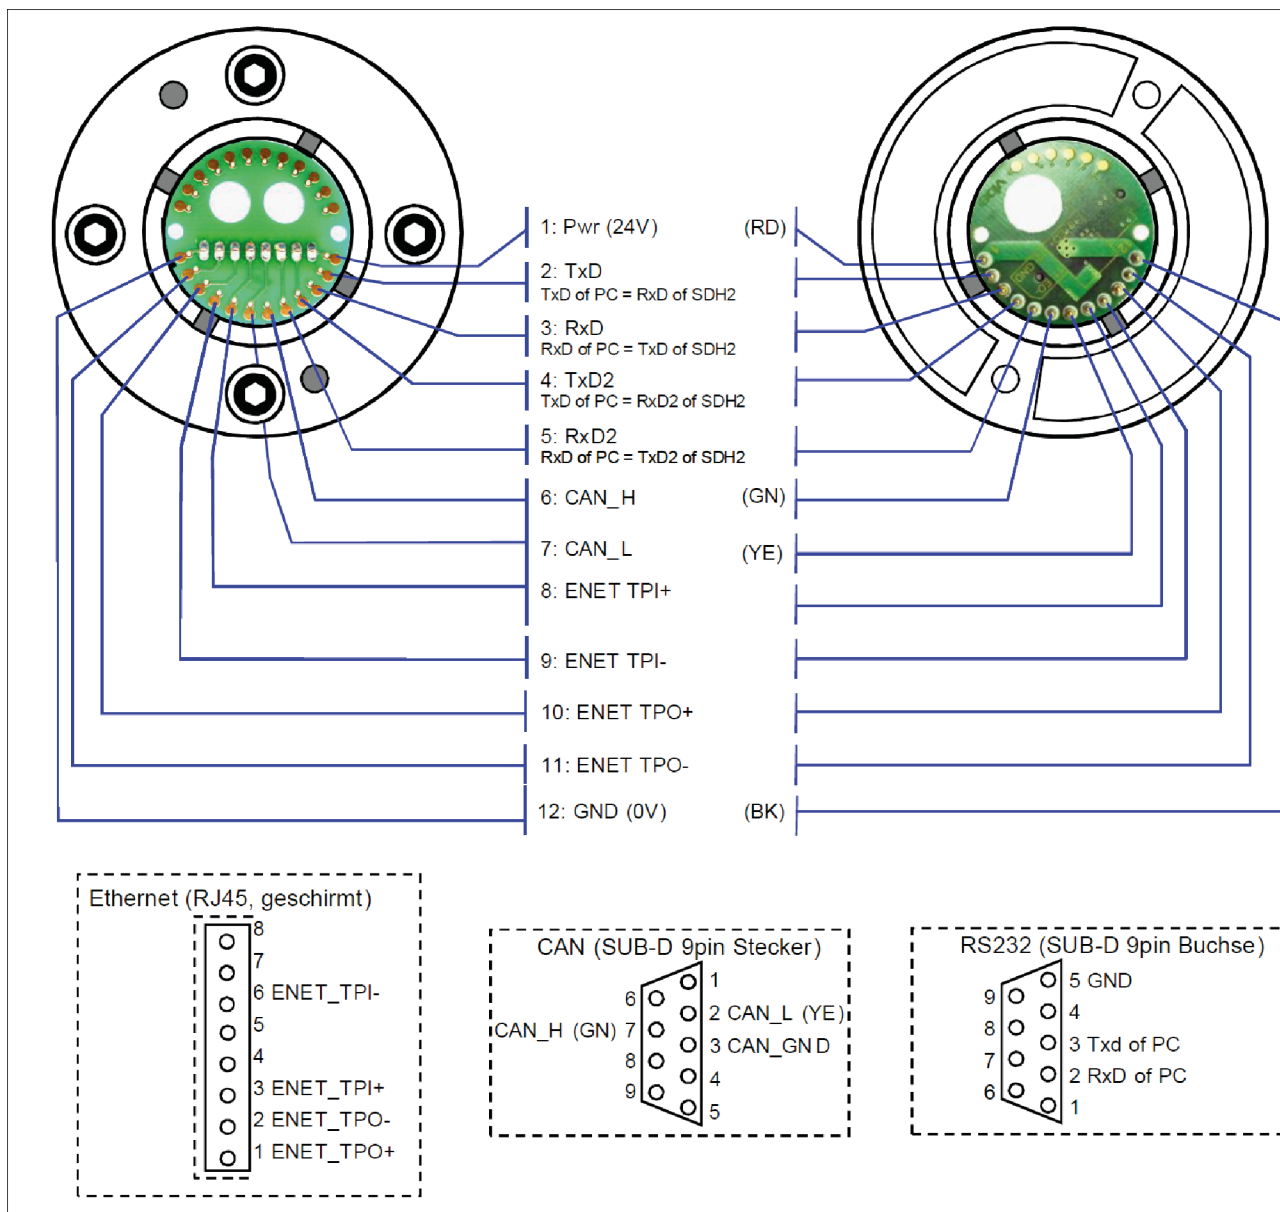 1: Pwr (24V) (RD)
2: TxD
TxD of PC = RxD of SDH2
3: RxD
RxD of PC = TxD of SDH2
4: TxD2
TxD of PC = RxD2 of SDH2
5: RxD2
RxD of PC = TxD2 of SDH2
6: CAN_H (GN)
7: CAN_L (YE)
8: ENET TPI+
9: ENET TPI-
10: ENET TPO+
11: ENET TPO-
12: GND (0V) (BK)
Ethernet (RJ45, geschirmt)
8
7
6 ENET_TPI-
5
4
3 ENET_TPI+
2 ENET_TPO-
1 ENET_TPO+
CAN (SUB-D 9pin Stecker)
1
6
2 CAN_L (YE)
CAN_H (GN) 7
3 CAN_GND
8
4
9
5
RS232 (SUB-D 9pin Buchse)
5 GND
9
4
8
3 Txd of PC
7
2 RxD of PC
6
1